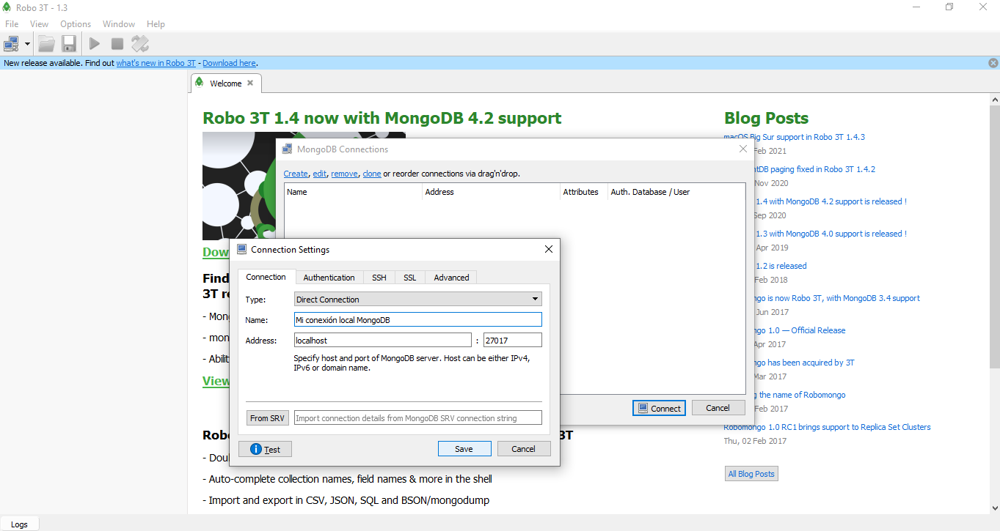 Robo 3T - 1.3
File View Options Window Help
New release available. Find out what's new in Robo 3T - Download here.
Welcome
Robo 3T 1.4 now with MongoDB 4.2 support
Blog Posts
macOS Big Sur support in Robo 3T 1.4.3
Feb 2021
DB paging fixed in Robo 3T 1.4.2
Nov 2020
1.4 with MongoDB 4.2 support is released !
Sep 2020
1.3 with MongoDB 4.0 support is released !
Apr 2019
1.2 is released
Feb 2018
is now Robo 3T, with MongoDB 3.4 support
Jun 2017
1.0 — Official Release
Apr 2017
has been acquired by 3T
Mar 2017
the name of Robomongo
Feb 2017
Robomongo 1.0 RC1 brings support to Replica Set Clusters
Thu, 02 Feb 2017
All Blog Posts
MongoDB Connections
Create, edit, remove, clone or reorder connections via drag'n'drop.
Name Address Attributes Auth. Database / User
Connect Cancel
Connection Settings
Connection Authentication SSH SSL Advanced
Type: Direct Connection
Name: Mi conexión local MongoDB
Address: localhost : 27017
Specify host and port of MongoDB server. Host can be either IPv4,
IPv6 or domain name.
From SRV Import connection details from MongoDB SRV connection string
Test Save Cancel
Find
3T
View
3T
- Auto-complete collection names, field names & more in the shell
- Import and export in CSV, JSON, SQL and BSON/mongodump
Logs